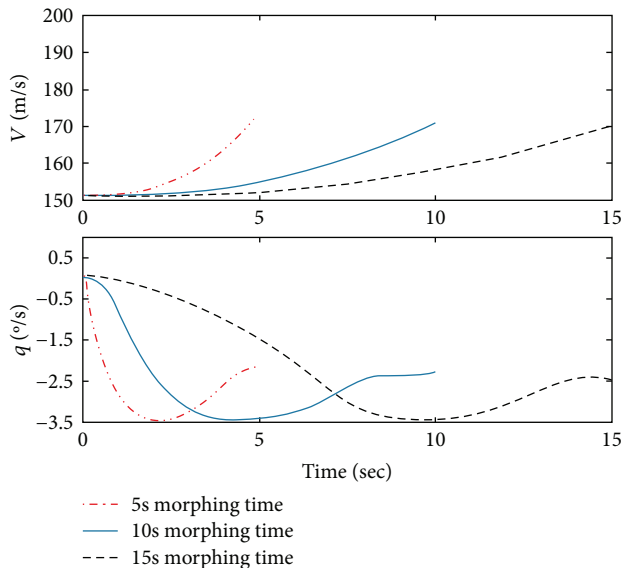 200
190
180
170
160
150
V (m/s)
0 5 10 15
0.5
−0.5
−1.5
−2.5
−3.5
q (º/s)
0 5 10 15
Time (sec)
5s morphing time
10s morphing time
15s morphing time